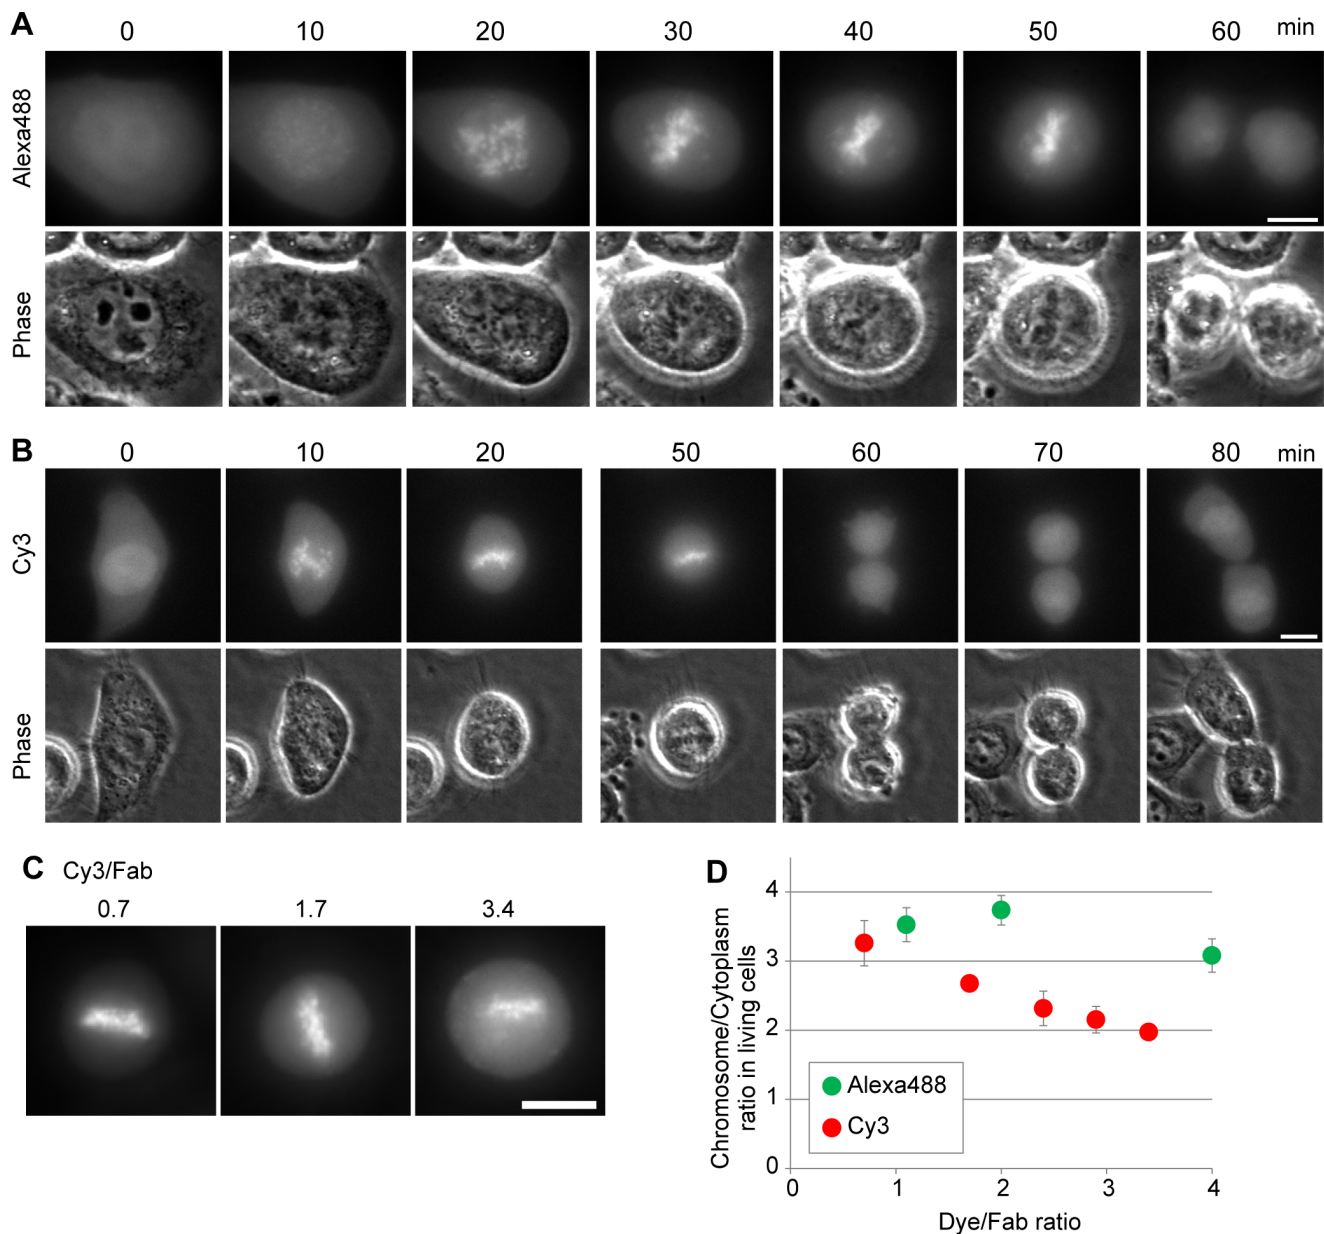 A
0 10 20 30 40 50 60 min
Alexa488
Phase
B
0 10 20 50 60 70 80 min
Cy3
Phase
C Cy3/Fab
0.7 1.7 3.4
D
Chromosome/Cytoplasm
ratio in living cells
4
3
2
1
0
Alexa488
Cy3
0 1 2 3 4
Dye/Fab ratio